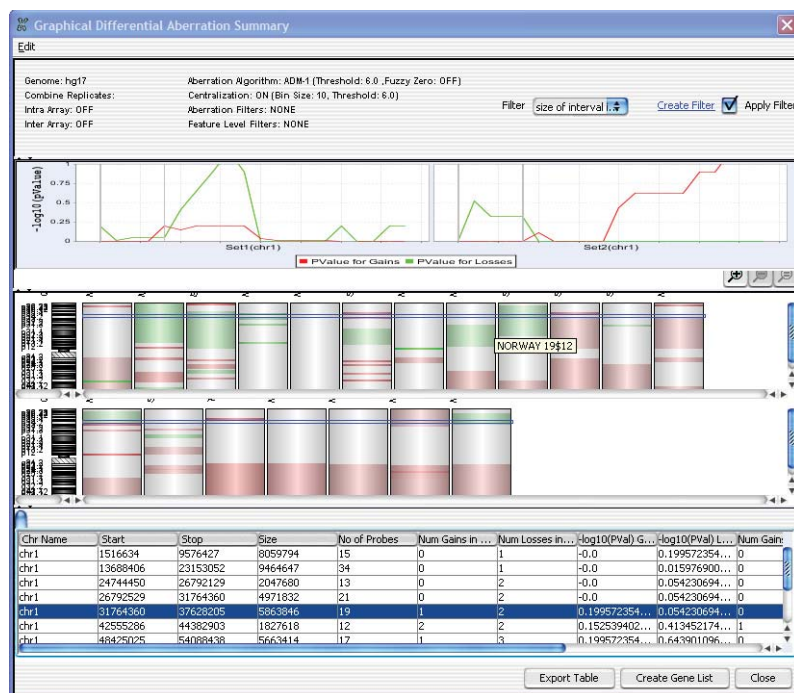 Graphical Differential Aberration Summary
Edit
Genome: hg17
Aberration Algorithm: ADM-1 (Threshold: 6.0 ,Fuzzy Zero: OFF)
Combine Replicates:
Centralization: ON (Bin Size: 10, Threshold: 6.0)
Intra Array: OFF
Aberration Filters: NONE
Inter Array: OFF
Feature Level Filters: NONE
Filter size of interval i... Create Filter Apply Filter
-log10(pValue)
1
0.75
0.5
0.25
0
Set1(chr1) Set2(chr1)
PValue for Gains PValue for Losses
NORWAY 19$12
Chr Name Start Stop Size No of Probes Num Gains in ... Num Losses in... -log10(PVal) G... -log10(PVal) L... Num Gain
chr1 1516634 9576427 8059794 15 0 1 -0.0 0.199572354... 0
chr1 13688406 23153052 9464647 34 0 1 -0.0 0.015976900... 0
chr1 24744450 26792129 2047680 13 0 2 -0.0 0.054230694... 0
chr1 26792529 31764360 4971832 21 0 2 -0.0 0.054230694... 0
chr1 31764360 37628205 5863846 19 1 2 0.199572354... 0.054230694... 0
chr1 42555286 44382903 1827618 12 2 2 0.152539402... 0.413452174... 1
chr1 48425025 54088438 5663414 17 1 3 0.199572354... 0.643901096... 0
Export Table Create Gene List Close